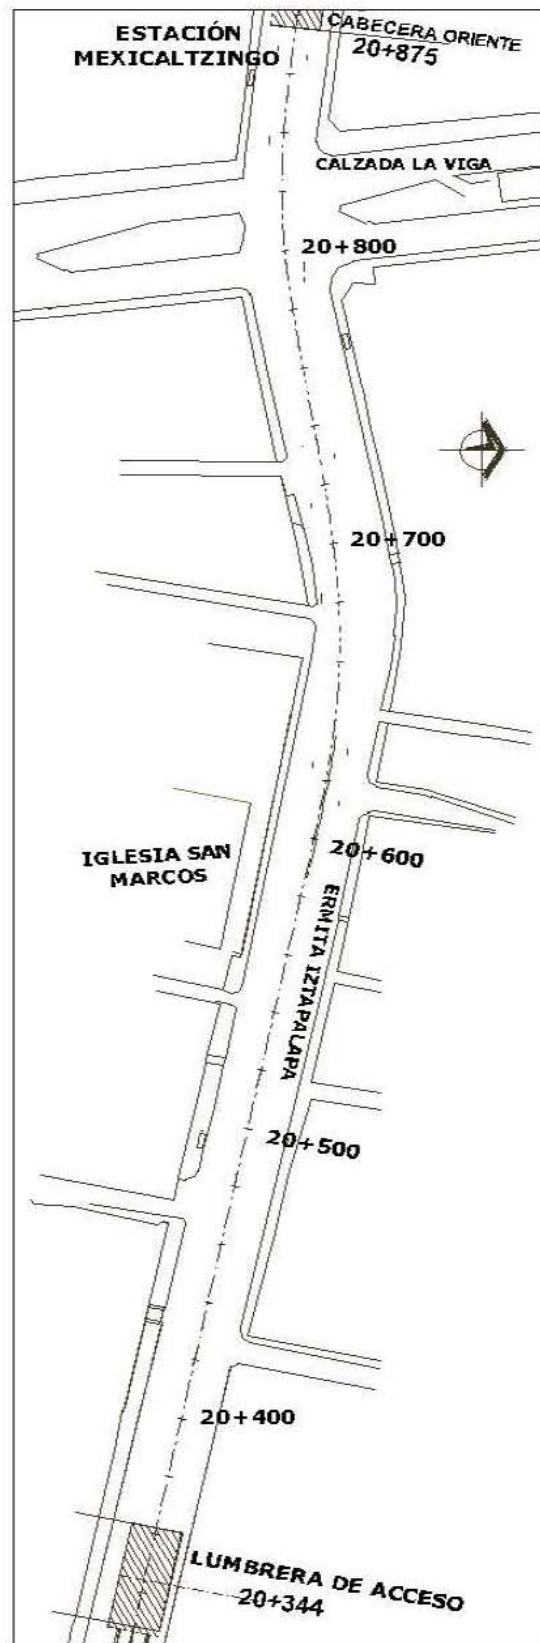 ESTACIÓN
MEXICALTZINGO
CABECERA ORIENTE
20+875
CALZADA LA VIGA
20+800
20+700
20+600
IGLESIA SAN
MARCOS
ERMITA IZTAPALAPA
20+500
20+400
LUMBRERA DE ACCESO
20+344